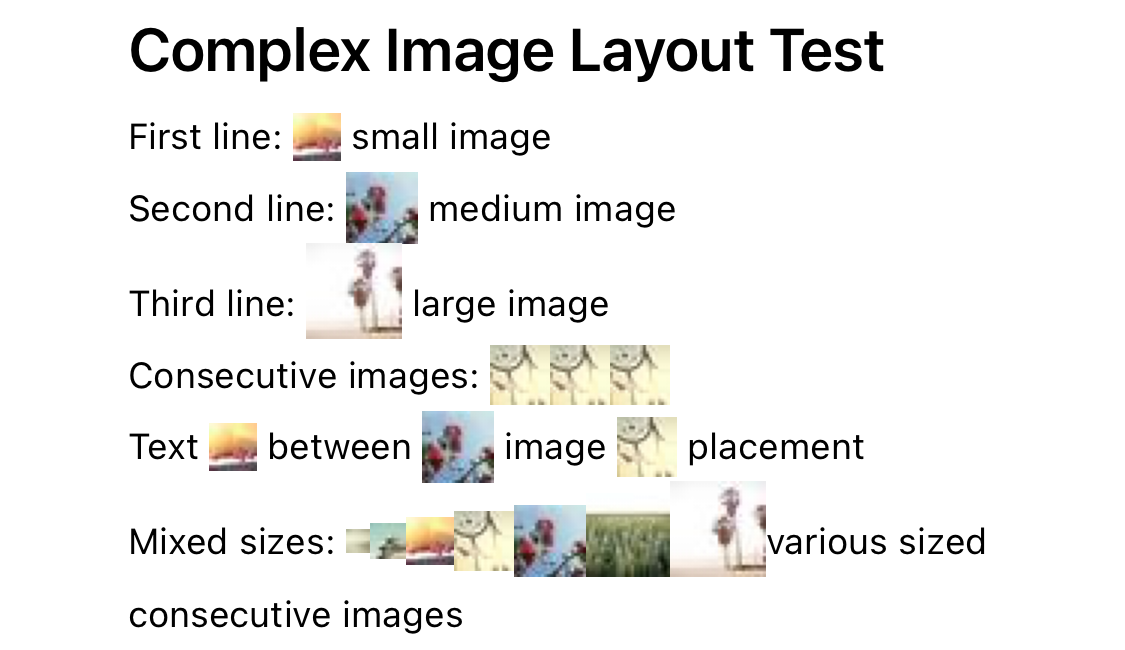 Complex Image Layout Test
First line: small image
Second line: medium image
Third line: large image
Consecutive images:
Text between image placement
Mixed sizes: various sized
consecutive images